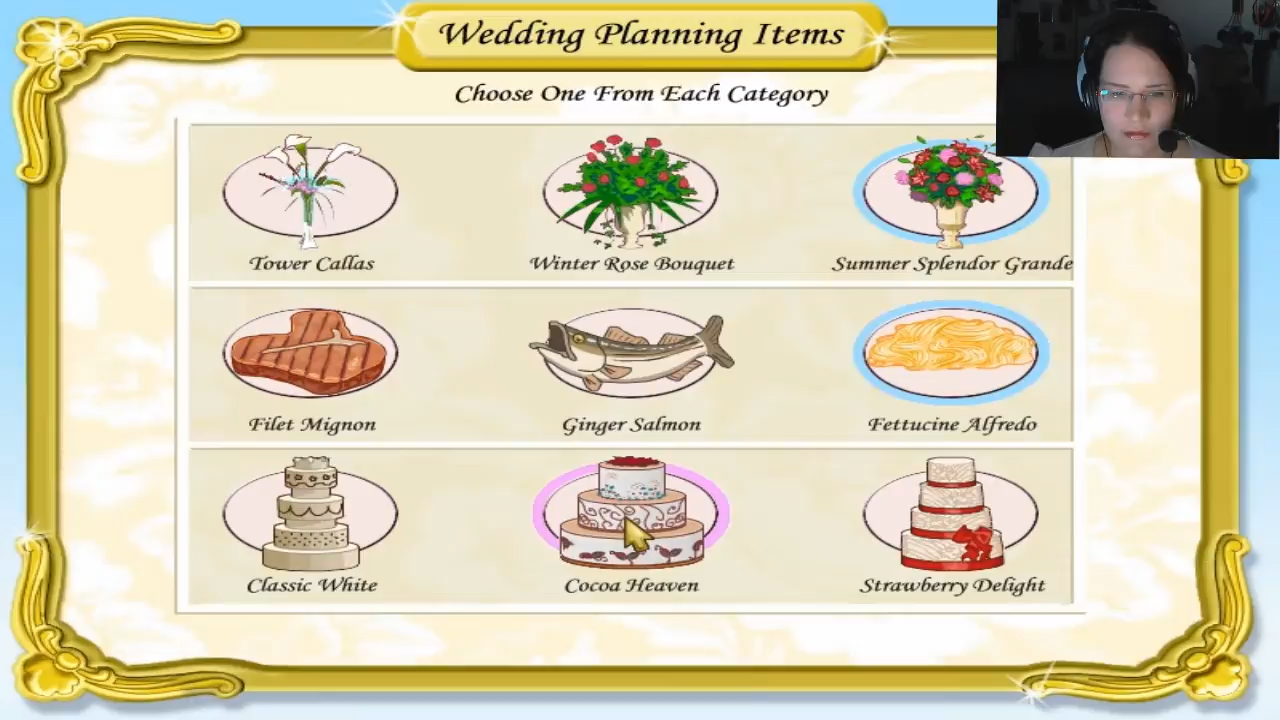 Wedding Planning Items
Choose One From Each Category
Tower Callas
Winter Rose Bouquet
Summer Splendor Grande
Filet Mignon
Ginger Salmon
Fettucine Alfredo
Classic White
Cocoa Heaven
Strawberry Delight